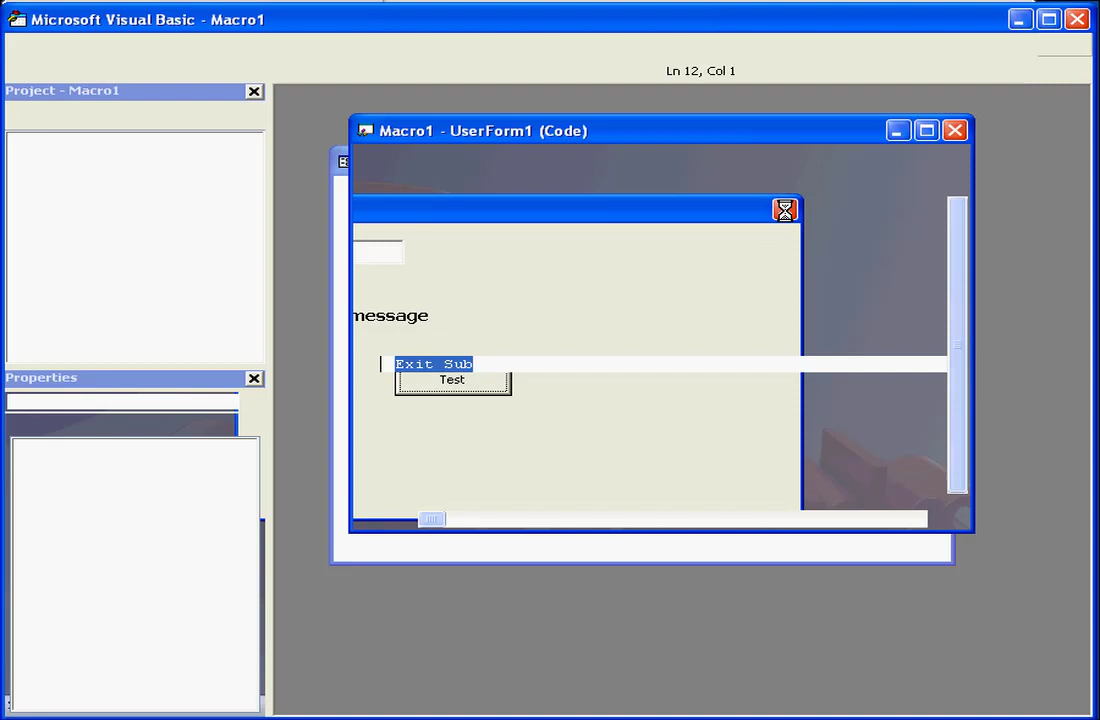 Microsoft Visual Basic - Macro1
Ln 12, Col 1
Project - Macro1
Macro1 - UserForm1 (Code)
message
Exit Sub
Test
Properties